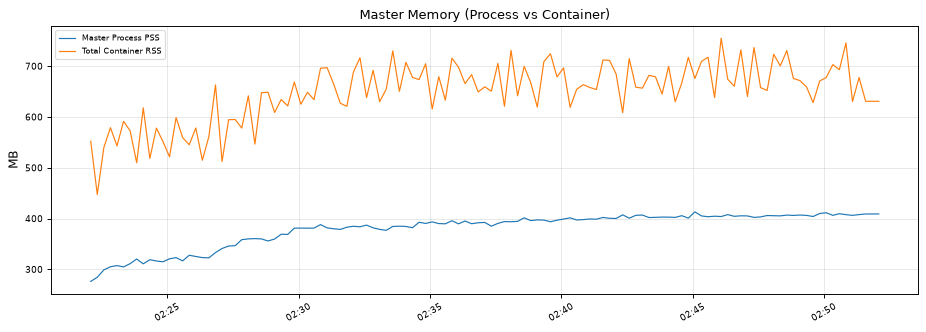 Master Memory (Process vs Container)
Master Process PSS
Total Container RSS
MB
700
600
500
400
300
02:25
02:30
02:35
02:40
02:45
02:50